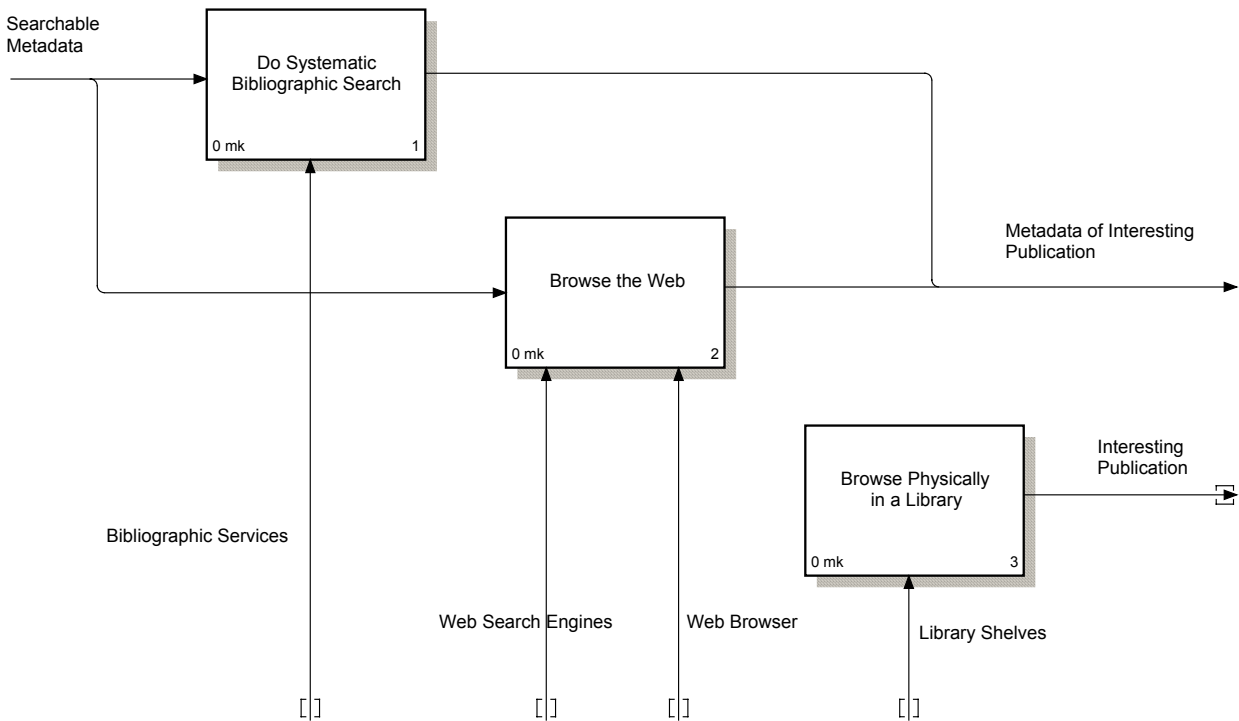 Searchable
Metadata
Do Systematic
Bibliographic Search
0 mk
1
Browse the Web
0 mk
2
Metadata of Interesting
Publication
Browse Physically
in a Library
0 mk
3
Interesting
Publication
Bibliographic Services
Web Search Engines
Web Browser
Library Shelves